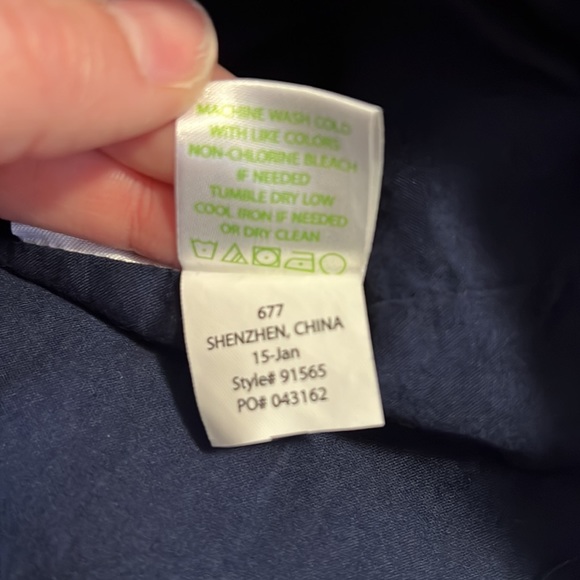 MACHINE WASH COLD
WITH LIKE COLORS
NON-CHLORINE BLEACH
IF NEEDED
TUMBLE DRY LOW
COOL IRON IF NEEDED
OR DRY CLEAN
677
SHENZHEN, CHINA
15-Jan
Style# 91565
PO# 043162